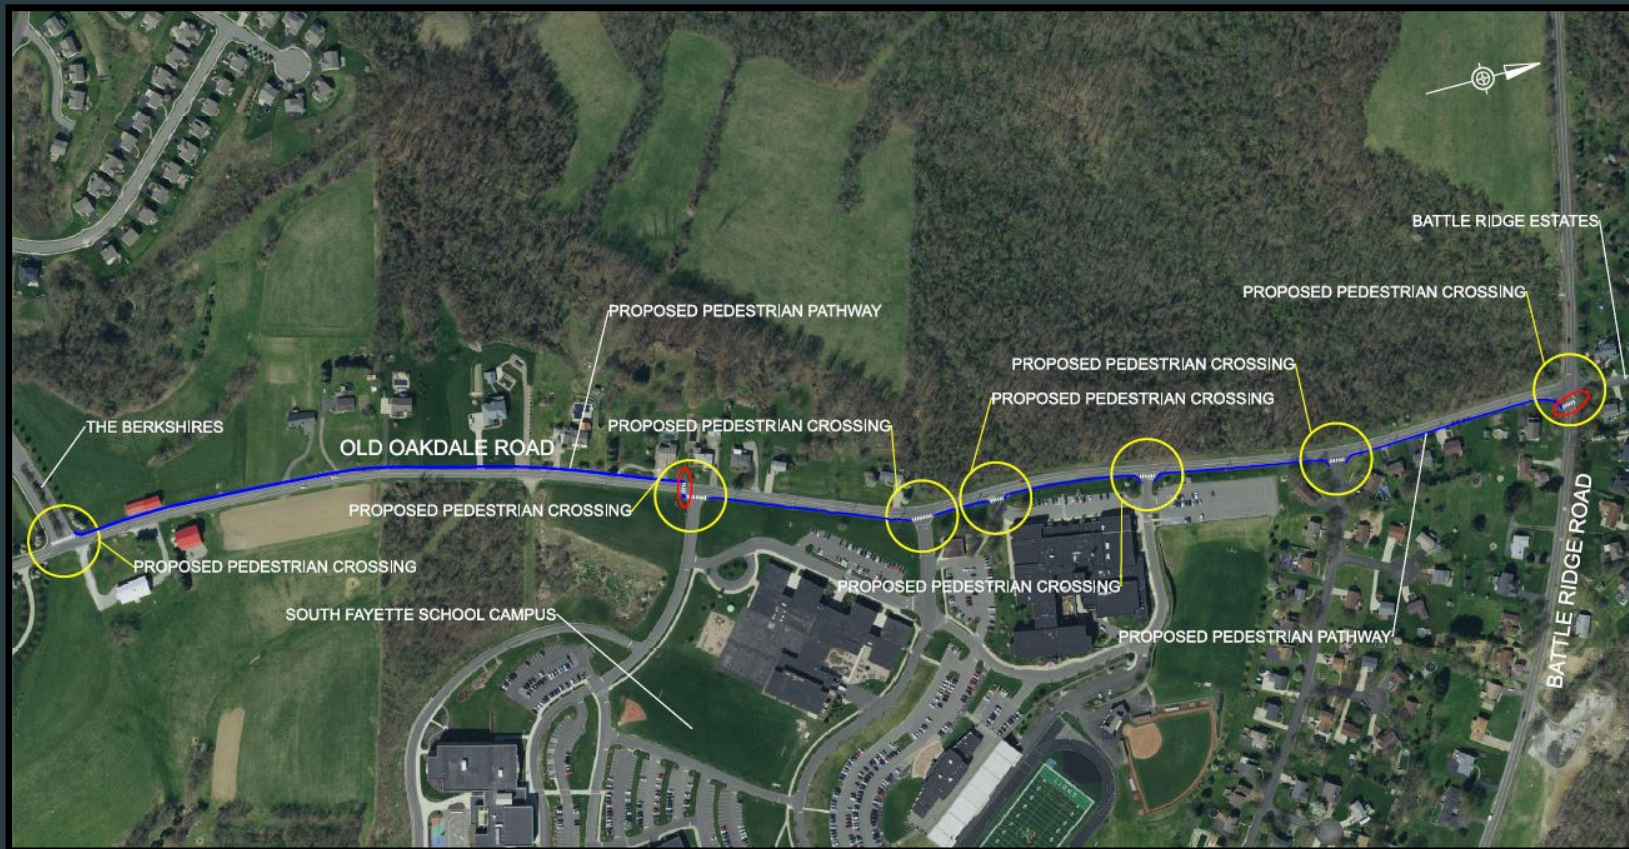 BATTLE RIDGE ESTATES
PROPOSED PEDESTRIAN CROSSING
PROPOSED PEDESTRIAN PATHWAY
PROPOSED PEDESTRIAN CROSSING
PROPOSED PEDESTRIAN CROSSING
THE BERKSHIRES
PROPOSED PEDESTRIAN CROSSING
OLD OAKDALE ROAD
PROPOSED PEDESTRIAN CROSSING
PROPOSED PEDESTRIAN CROSSING
PROPOSED PEDESTRIAN CROSSING
SOUTH FAYETTE SCHOOL CAMPUS
PROPOSED PEDESTRIAN PATHWAY
BATTLE RIDGE ROAD
LIONS